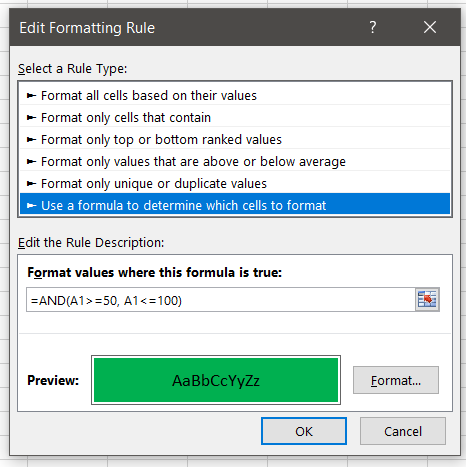 Edit Formatting Rule ?
Select a Rule Type:
► Format all cells based on their values
► Format only cells that contain
► Format only top or bottom ranked values
► Format only values that are above or below average
► Format only unique or duplicate values
► Use a formula to determine which cells to format
Edit the Rule Description:
Format values where this formula is true:
=AND(A1>=50, A1<=100)
Preview: AaBbCcYyZz Format...
OK Cancel